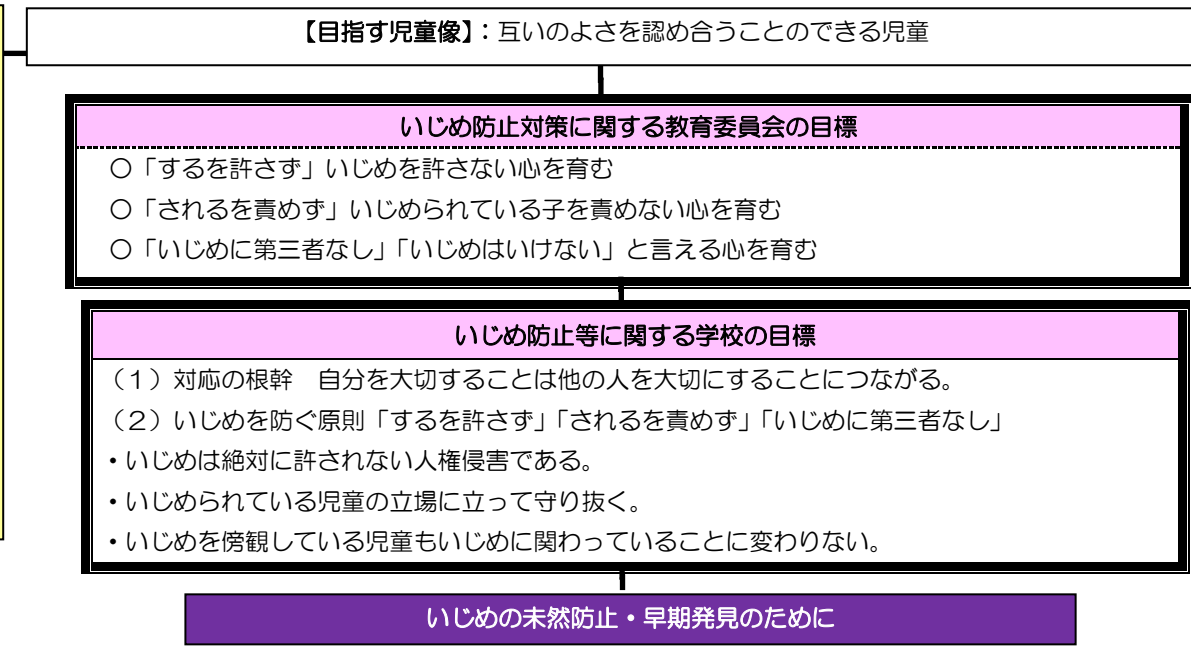 【目指す児童像】：互いのよさを認め合うことのできる児童
いじめ防止対策に関する教育委員会の目標
○「するを許さず」いじめを許さない心を育む
○「されるを責めず」いじめられている子を責めない心を育む
○「いじめに第三者なし」「いじめはいけない」と言える心を育む
いじめ防止等に関する学校の目標
（１）対応の根幹　自分を大切することは他の人を大切にすることにつながる。
（２）いじめを防ぐ原則「するを許さず」「されるを責めず」「いじめに第三者なし」
・いじめは絶対に許されない人権侵害である。
・いじめられている児童の立場に立って守り抜く。
・いじめを傍観している児童もいじめに関わっていることに変わりない。
いじめの未然防止・早期発見のために